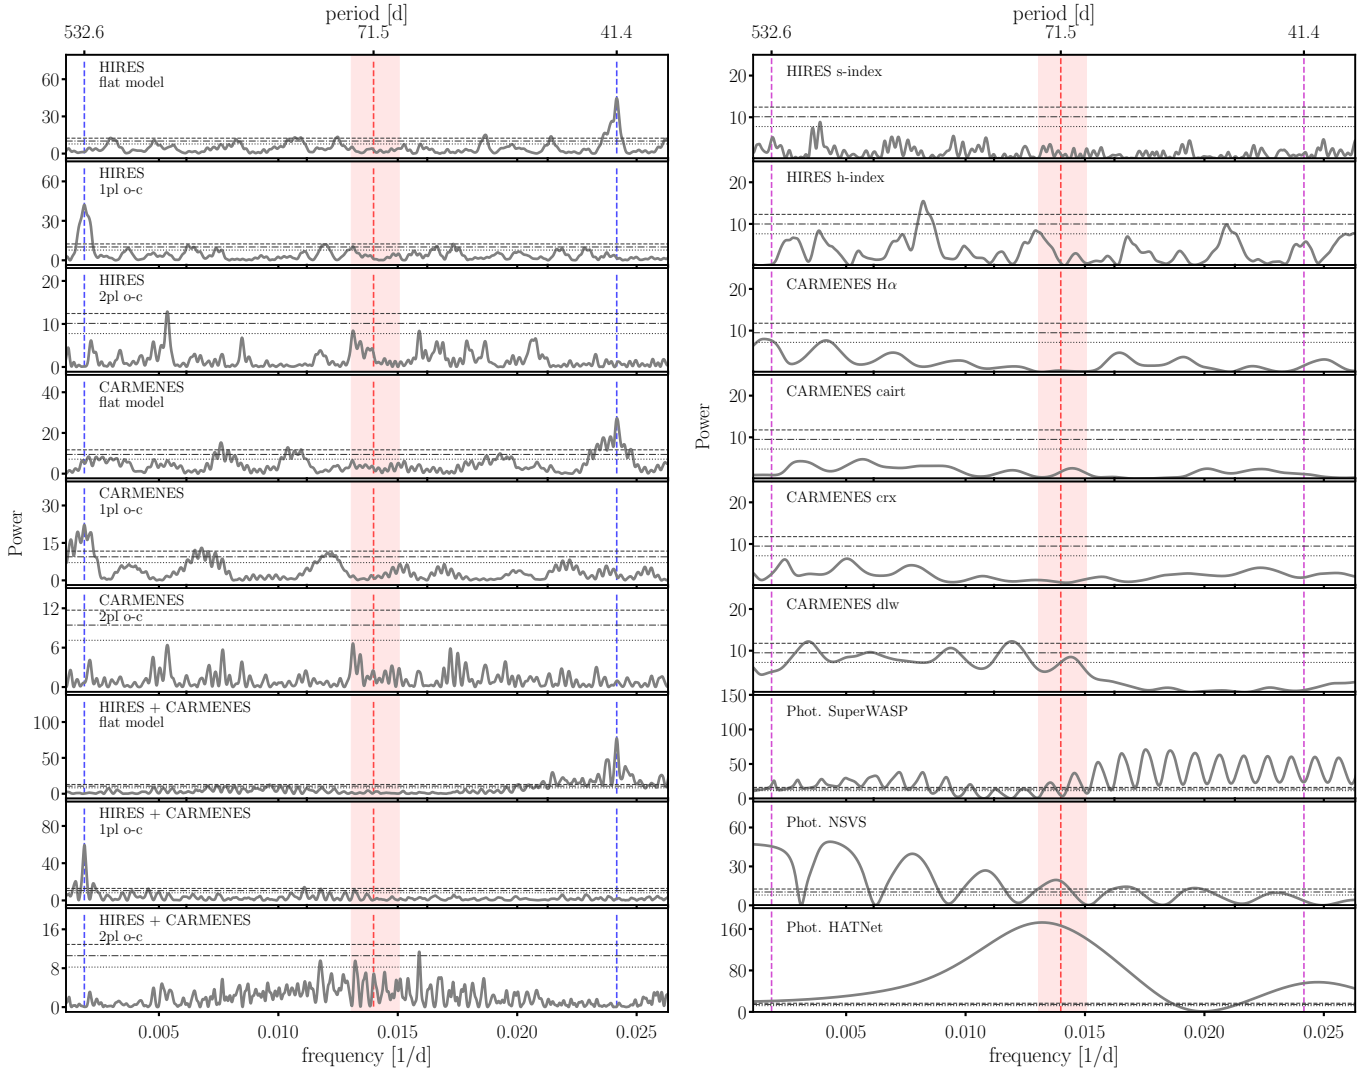 period [d]
532.6 71.5 41.4
HIRES
flat model
60
30
0
HIRES
1pl o-c
60
30
0
HIRES
2pl o-c
20
10
0
CARMENES
flat model
40
20
0
CARMENES
1pl o-c
30
15
0
CARMENES
2pl o-c
12
6
0
HIRES + CARMENES
flat model
100
50
0
HIRES + CARMENES
1pl o-c
80
40
0
HIRES + CARMENES
2pl o-c
16
8
0
Power
0.005 0.010 0.015 0.020 0.025
frequency [1/d]
period [d]
532.6 71.5 41.4
HIRES s-index
20
10
HIRES h-index
20
10
CARMENES Hα
20
10
CARMENES cairt
20
10
CARMENES crx
20
10
CARMENES dlw
20
10
Phot. SuperWASP
150
100
50
0
Phot. NSVS
60
30
0
Phot. HATNet
160
80
0
Power
0.005 0.010 0.015 0.020 0.025
frequency [1/d]